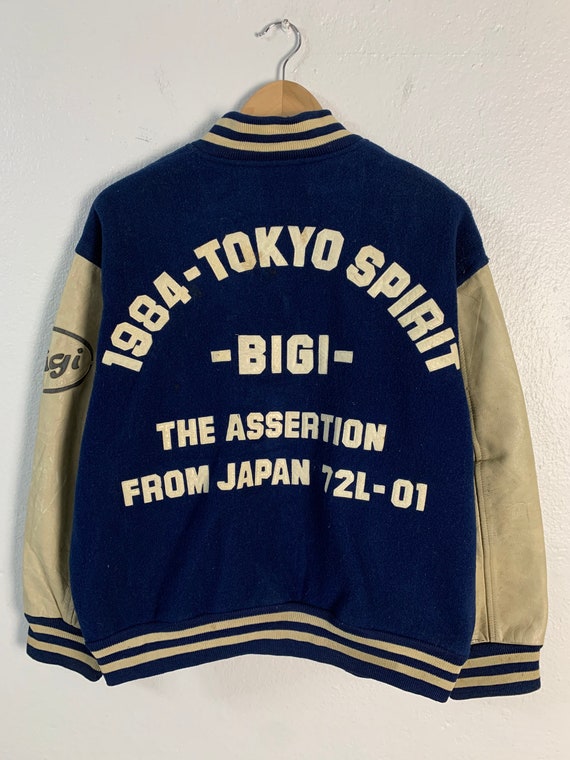 1984-TOKYO SPIRIT
-BIGI-
THE ASSERTION
FROM JAPAN 72L-01